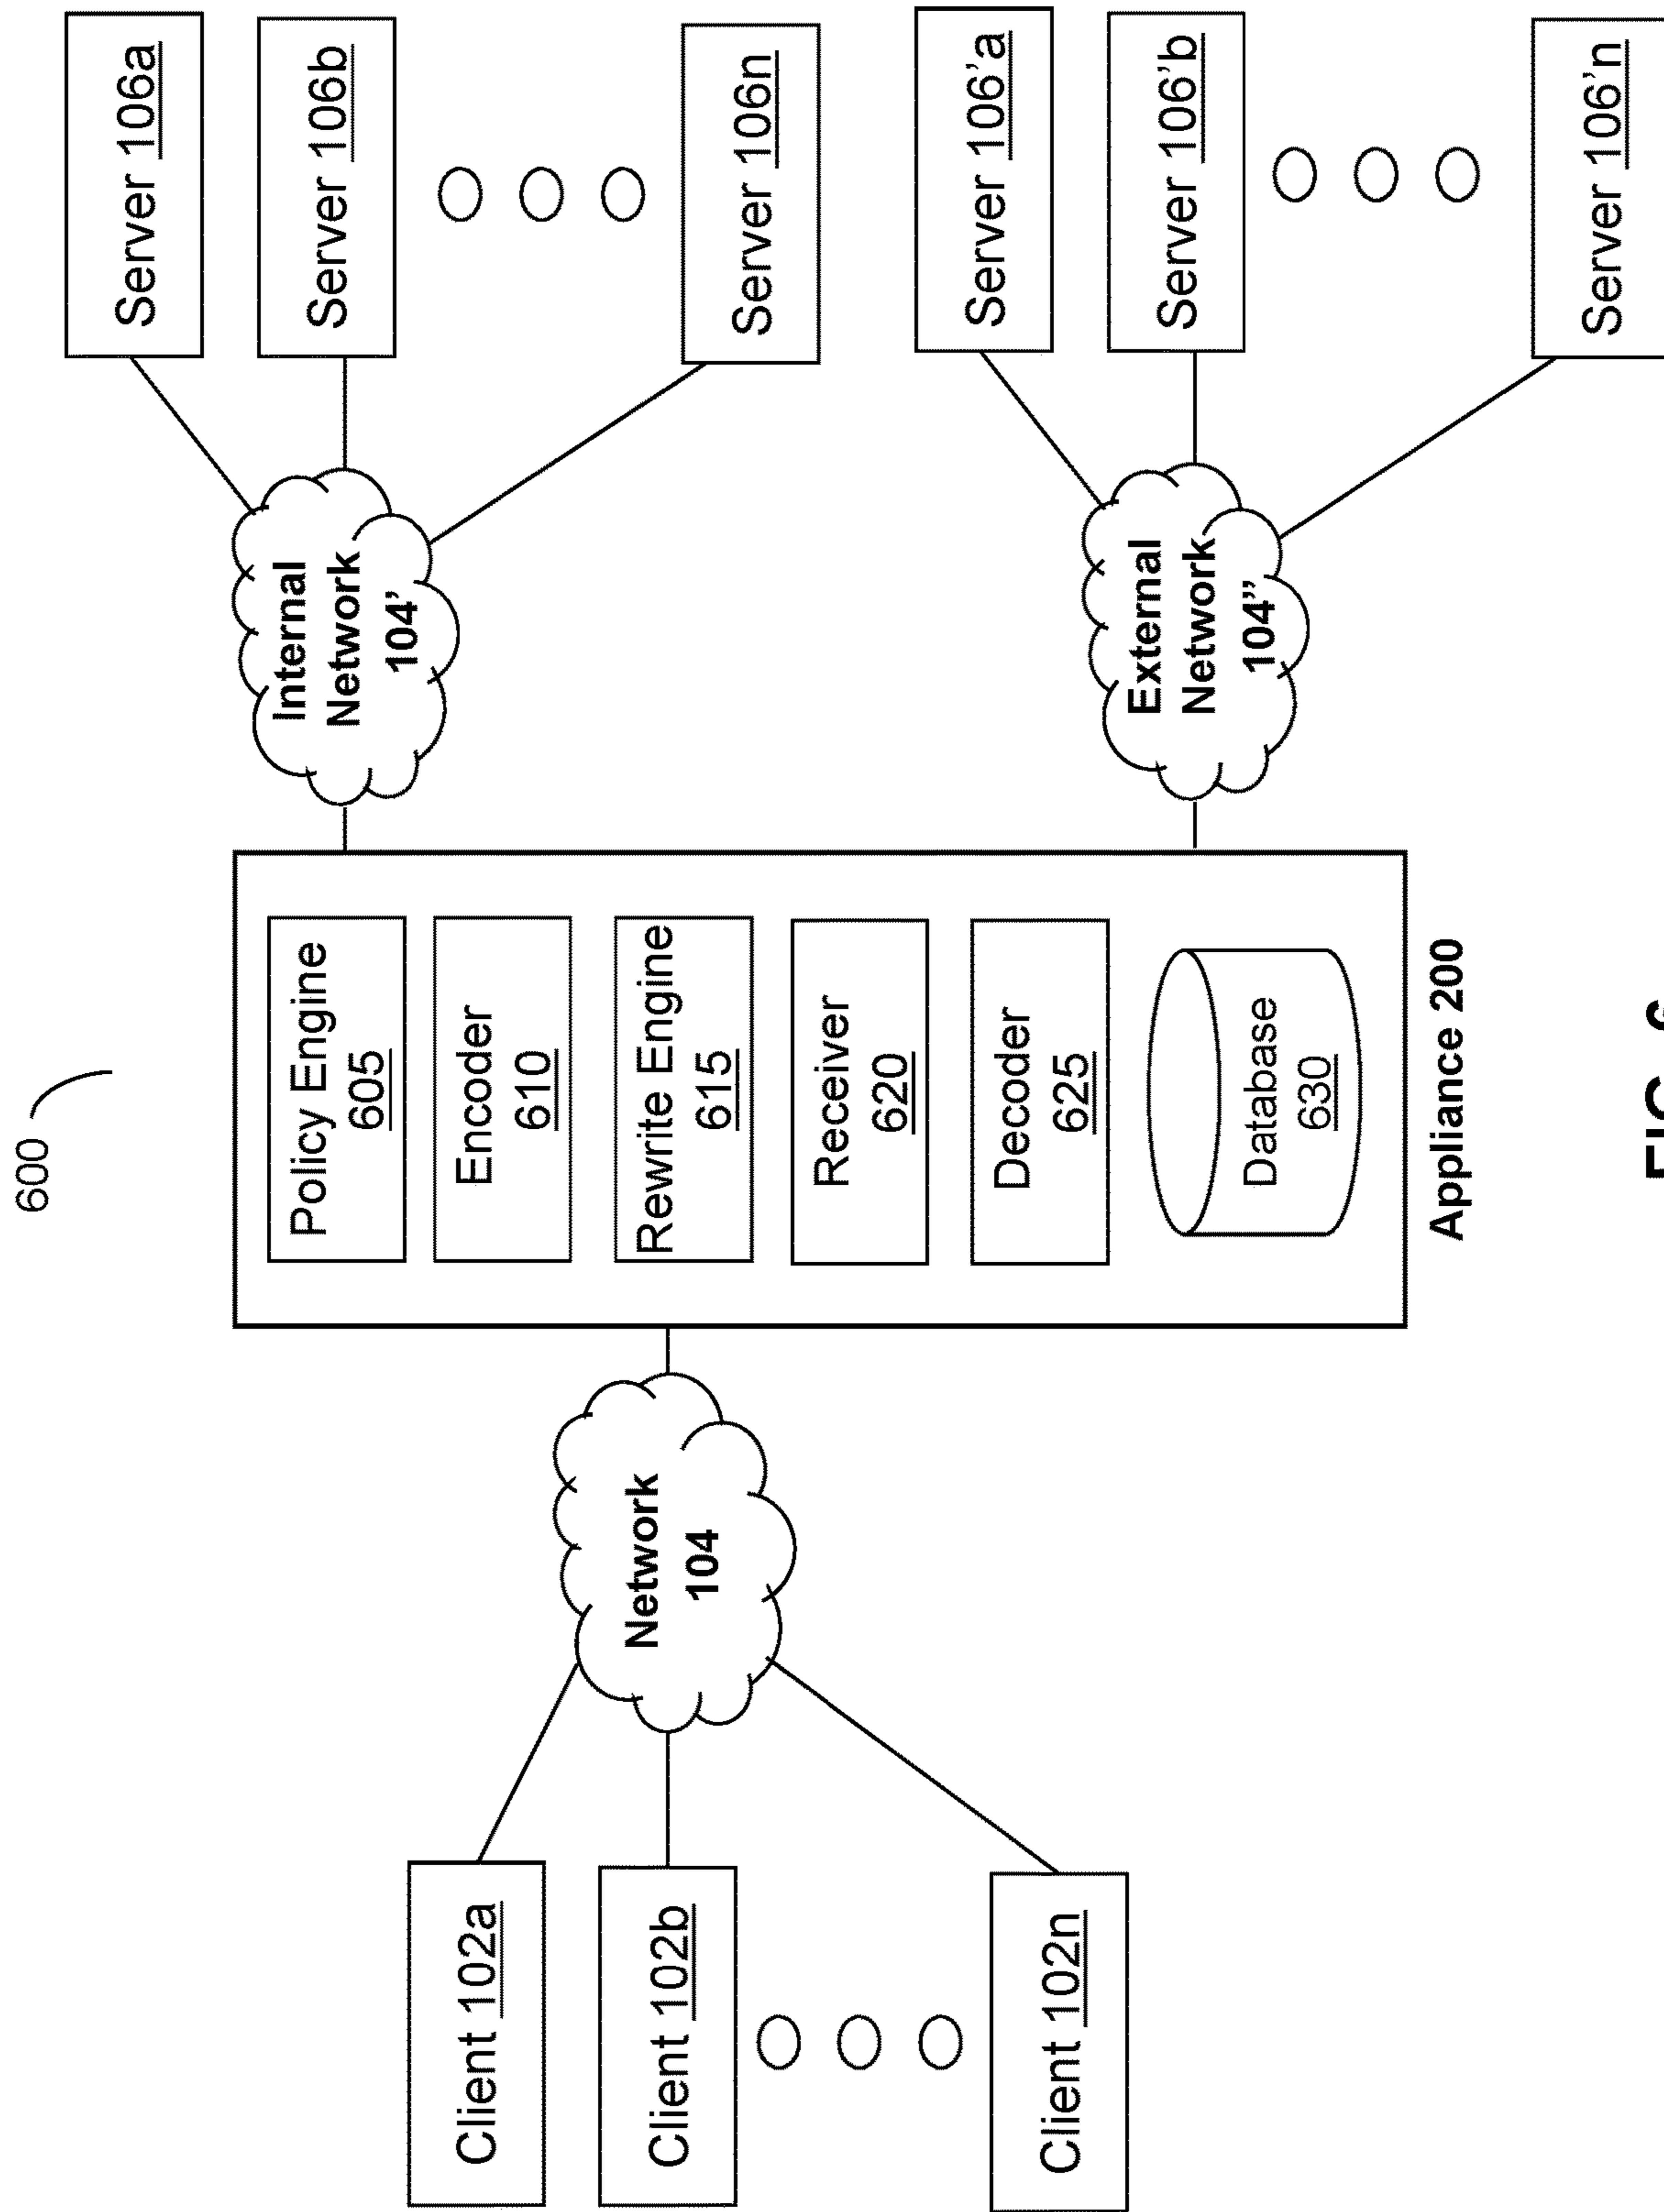 600
Client 102a
Client 102b
Client 102n
Network
104
Policy Engine
605
Encoder
610
Rewrite Engine
615
Receiver
620
Decoder
625
Database
630
Appliance 200
Internal
Network
104'
External
Network
104''
Server 106a
Server 106b
Server 106n
Server 106'a
Server 106'b
Server 106'n